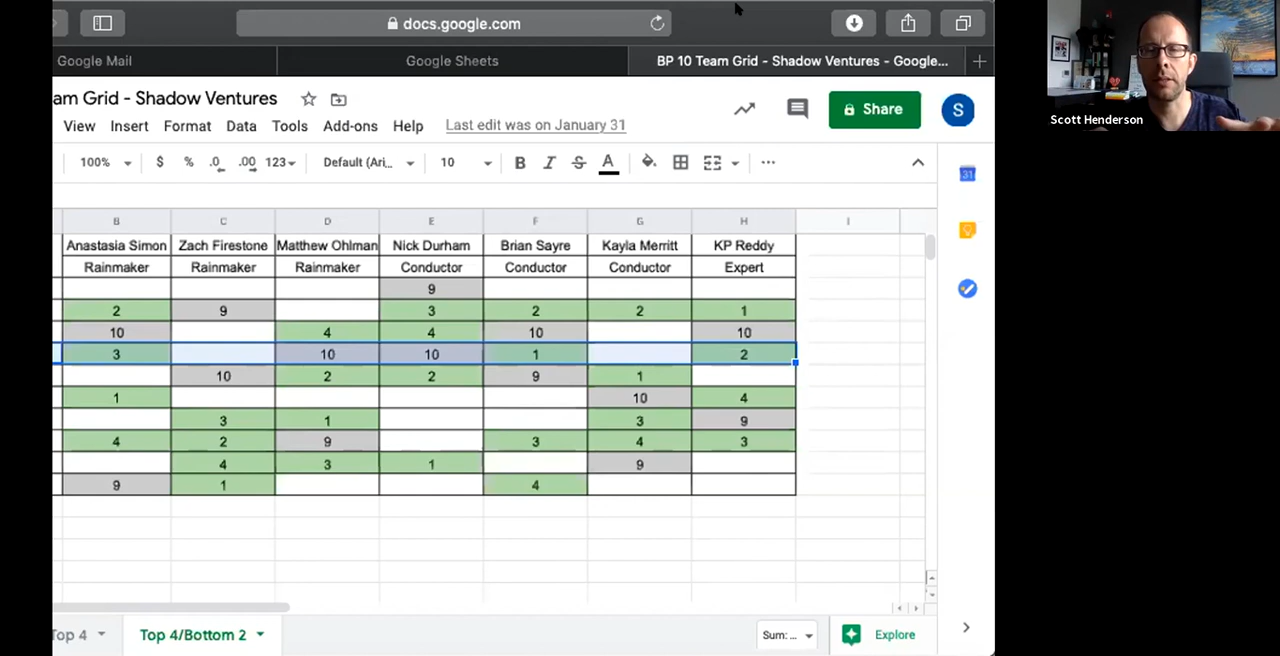 docs.google.com
Google Mail
Google Sheets
BP 10 Team Grid - Shadow Ventures - Google...
am Grid - Shadow Ventures
Share
S
View Insert Format Data Tools Add-ons Help Last edit was on January 31
100% $ % .0 .00 123 Default (Ari... 10 B I S A
31
B C D E F G H I
Anastasia Simon Zach Firestone Matthew Ohlman Nick Durham Brian Sayre Kayla Merritt KP Reddy
Rainmaker Rainmaker Rainmaker Conductor Conductor Conductor Expert
9
2 9 3 2 2 1
10 4 4 10 10
3 10 10 1 2
10 2 2 9 1
1 10 4
3 1 3 9
4 2 9 3 4 3
4 3 1 9
9 1 4
op 4 Top 4/Bottom 2 Sum: ... Explore
Scott Henderson